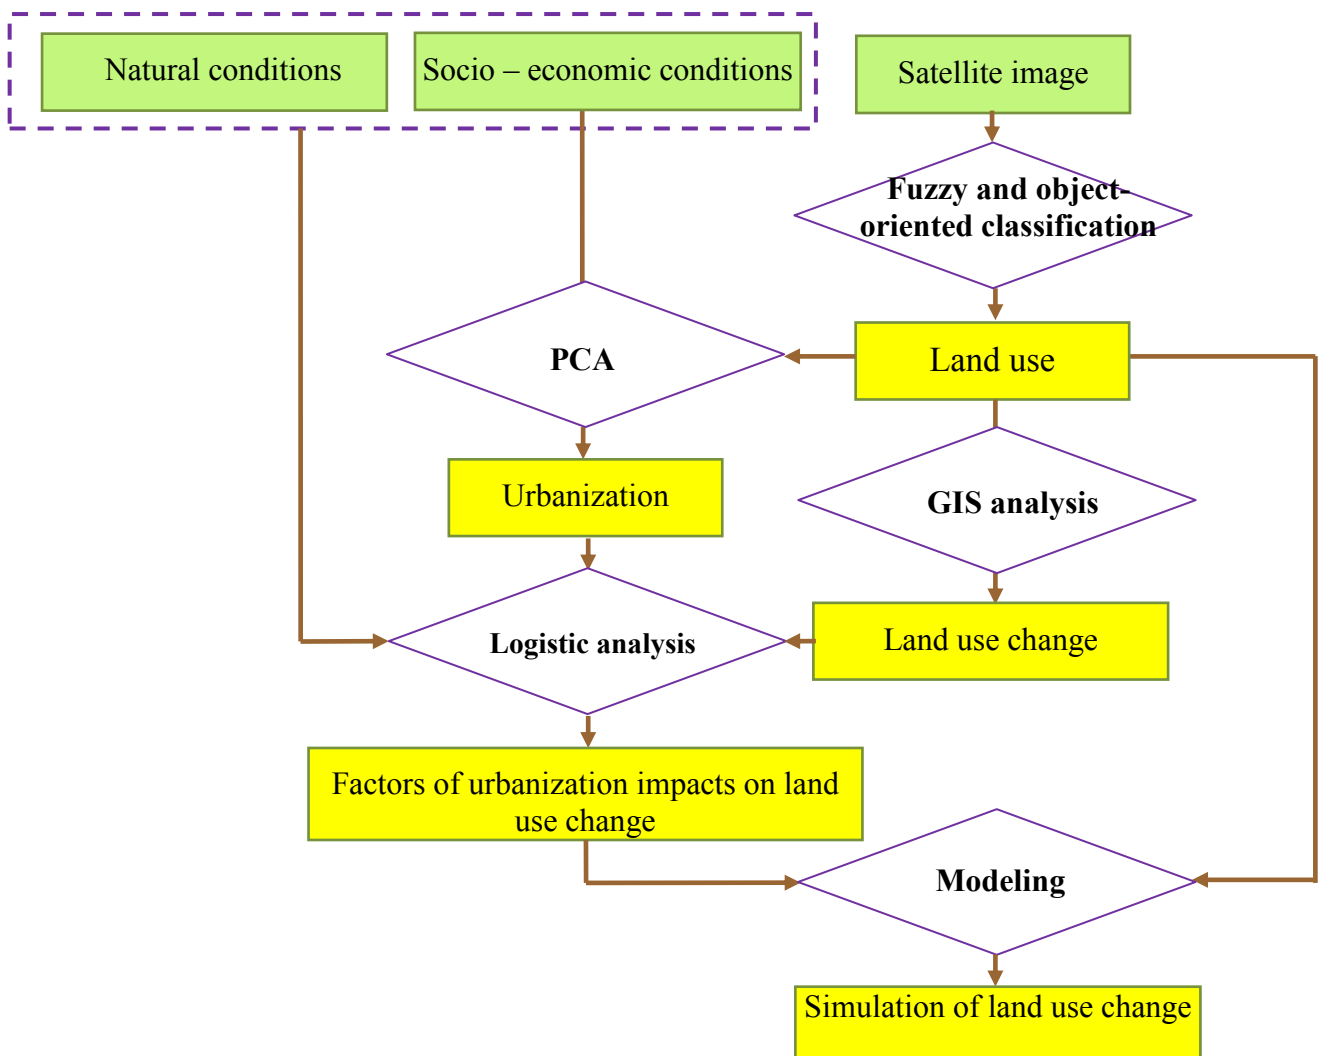 Natural conditions
Socio – economic conditions
Satellite image
Fuzzy and object-
oriented classification
PCA
Land use
Urbanization
GIS analysis
Logistic analysis
Land use change
Factors of urbanization impacts on land
use change
Modeling
Simulation of land use change